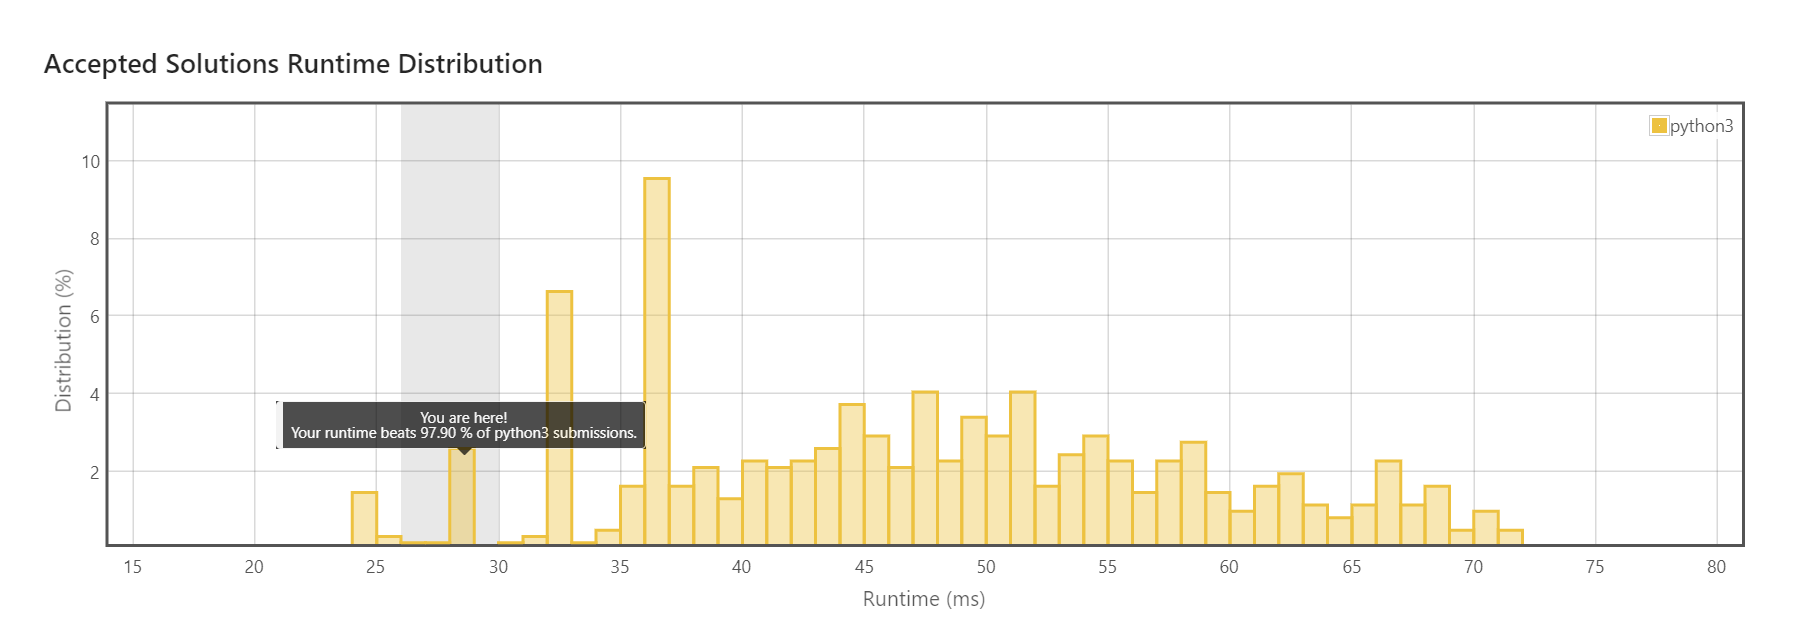 Accepted Solutions Runtime Distribution
python3
10
8
6
4
2
Distribution (%)
You are here!
Your runtime beats 97.90 % of python3 submissions.
15 20 25 30 35 40 45 50 55 60 65 70 75 80
Runtime (ms)